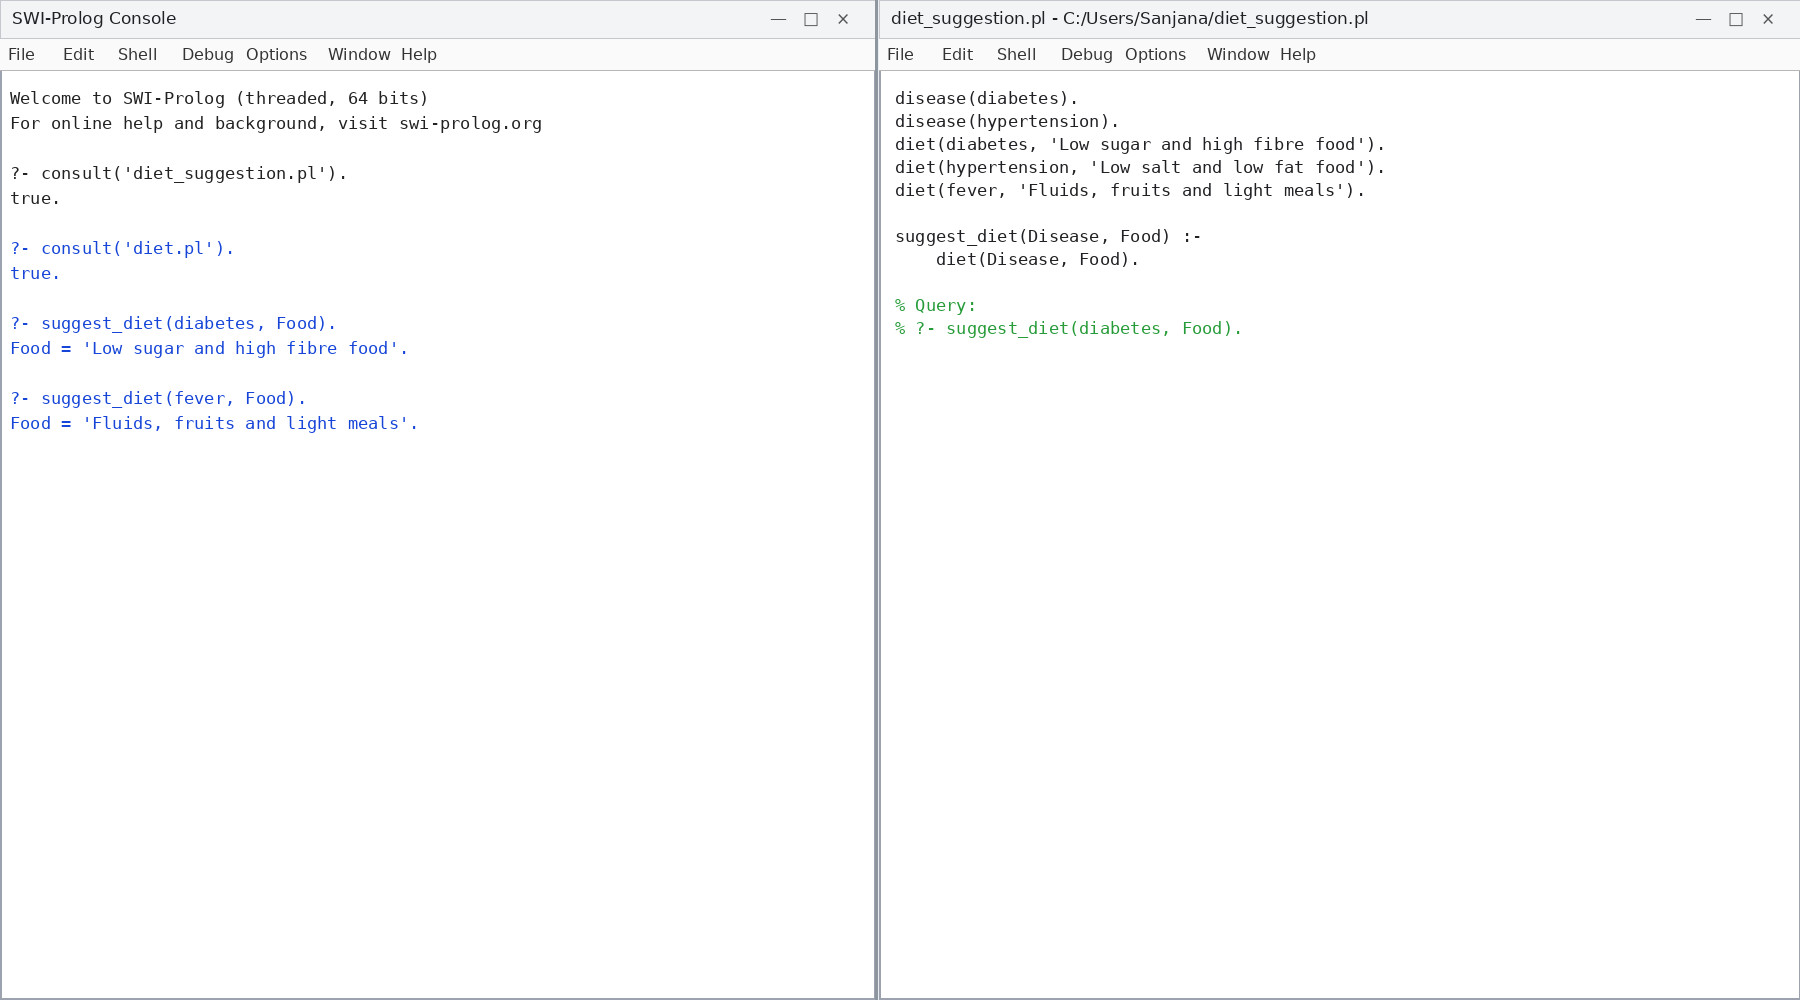 SWI-Prolog Console
File Edit Shell Debug Options Window Help
Welcome to SWI-Prolog (threaded, 64 bits)
For online help and background, visit swi-prolog.org
?- consult('diet_suggestion.pl').
true.
?- consult('diet.pl').
true.
?- suggest_diet(diabetes, Food).
Food = 'Low sugar and high fibre food'.
?- suggest_diet(fever, Food).
Food = 'Fluids, fruits and light meals'.
diet_suggestion.pl - C:/Users/Sanjana/diet_suggestion.pl
File Edit Shell Debug Options Window Help
disease(diabetes).
disease(hypertension).
diet(diabetes, 'Low sugar and high fibre food').
diet(hypertension, 'Low salt and low fat food').
diet(fever, 'Fluids, fruits and light meals').
suggest_diet(Disease, Food) :-
    diet(Disease, Food).
% Query:
% ?- suggest_diet(diabetes, Food).